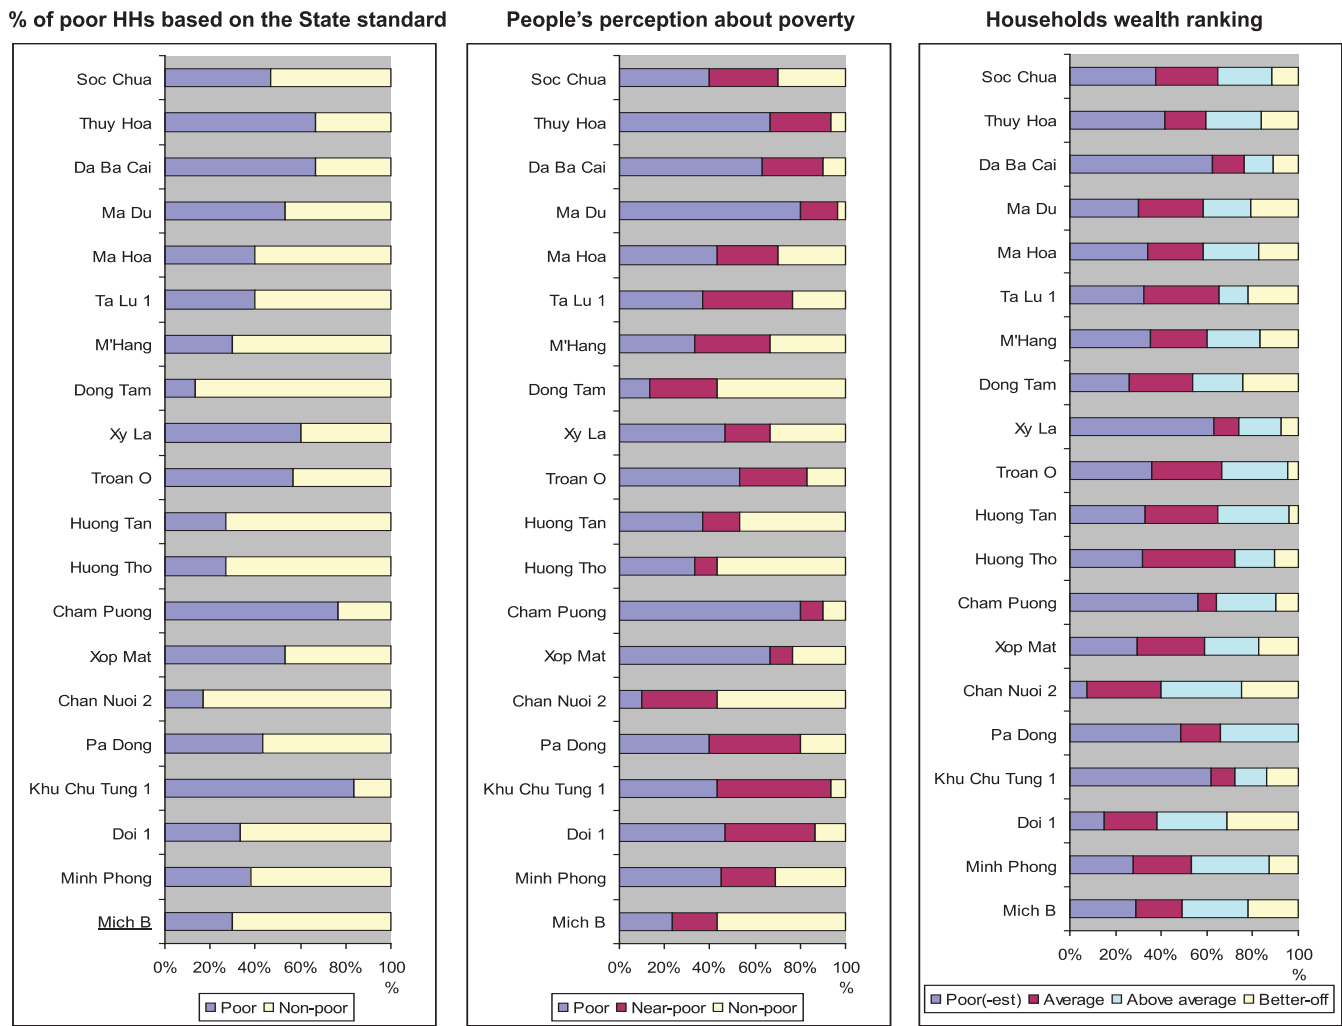 % of poor HHs based on the State standard
Soc Chua
Thuy Hoa
Da Ba Cai
Ma Du
Ma Hoa
Ta Lu 1
M'Hang
Dong Tam
Xy La
Troan O
Huong Tan
Huong Tho
Cham Puong
Xop Mat
Chan Nuoi 2
Pa Dong
Khu Chu Tung 1
Doi 1
Minh Phong
Mich B
0% 20% 40% 60% 80% 100
%
Poor Non-poor
People’s perception about poverty
Soc Chua
Thuy Hoa
Da Ba Cai
Ma Du
Ma Hoa
Ta Lu 1
M'Hang
Dong Tam
Xy La
Troan O
Huong Tan
Huong Tho
Cham Puong
Xop Mat
Chan Nuoi 2
Pa Dong
Khu Chu Tung 1
Doi 1
Minh Phong
Mich B
0% 20% 40% 60% 80% 100
%
Poor Near-poor Non-poor
Households wealth ranking
Soc Chua
Thuy Hoa
Da Ba Cai
Ma Du
Ma Hoa
Ta Lu 1
M'Hang
Dong Tam
Xy La
Troan O
Huong Tan
Huong Tho
Cham Puong
Xop Mat
Chan Nuoi 2
Pa Dong
Khu Chu Tung 1
Doi 1
Minh Phong
Mich B
0% 20% 40% 60% 80% 100
%
Poor(-est) Average Above average Better-off